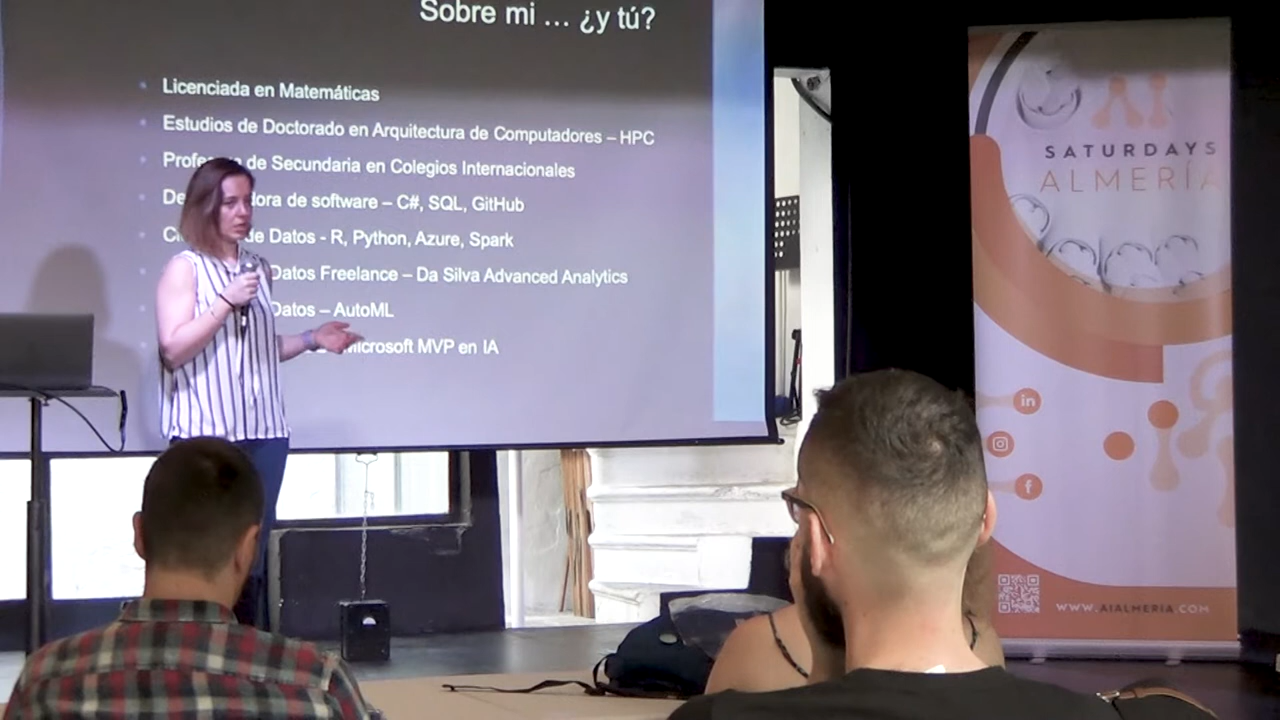 Sobre mi ... ¿y tú?
Licenciada en Matemáticas
Estudios de Doctorado en Arquitectura de Computadores – HPC
de Secundaria en Colegios Internacionales
de software – C#, SQL, GitHub
de Datos - R, Python, Azure, Spark
Datos Freelance – Da Silva Advanced Analytics
Datos – AutoML
Microsoft MVP en IA
AI
SATURDAYS
ALMERÍA
in
f
WWW.AIALMERIA.COM